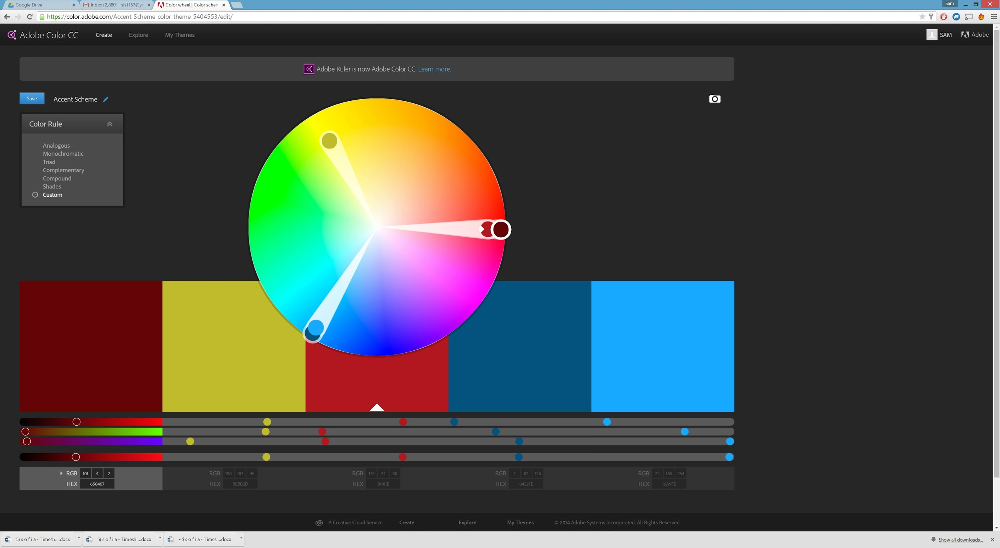 Google Drive
Inbox (2,880) - sh1157@yo
Color wheel | Color schem
Sam
https://color.adobe.com/Accent-Scheme-color-theme-5404553/edit/
Adobe Color CC
Create
Explore
My Themes
SAM
Adobe
Adobe Kuler is now Adobe Color CC. Learn more.
Save
Accent Scheme
Color Rule
Analogous
Monochromatic
Triad
Complementary
Compound
Shades
Custom
RGB 101 4 7
HEX 650407
RGB 190 187 45
HEX BEBB2D
RGB 177 24 30
HEX B1181E
RGB 4 82 126
HEX 04527E
RGB 22 169 254
HEX 16A9FE
A Creative Cloud Service
Create
Explore
My Themes
© 2014 Adobe Systems Incorporated. All Rights Reserved.
5) s o f i a - Timesh....docx
5) s o f i a - Timesh....docx
~$ s o f i a - Times....docx
Show all downloads...